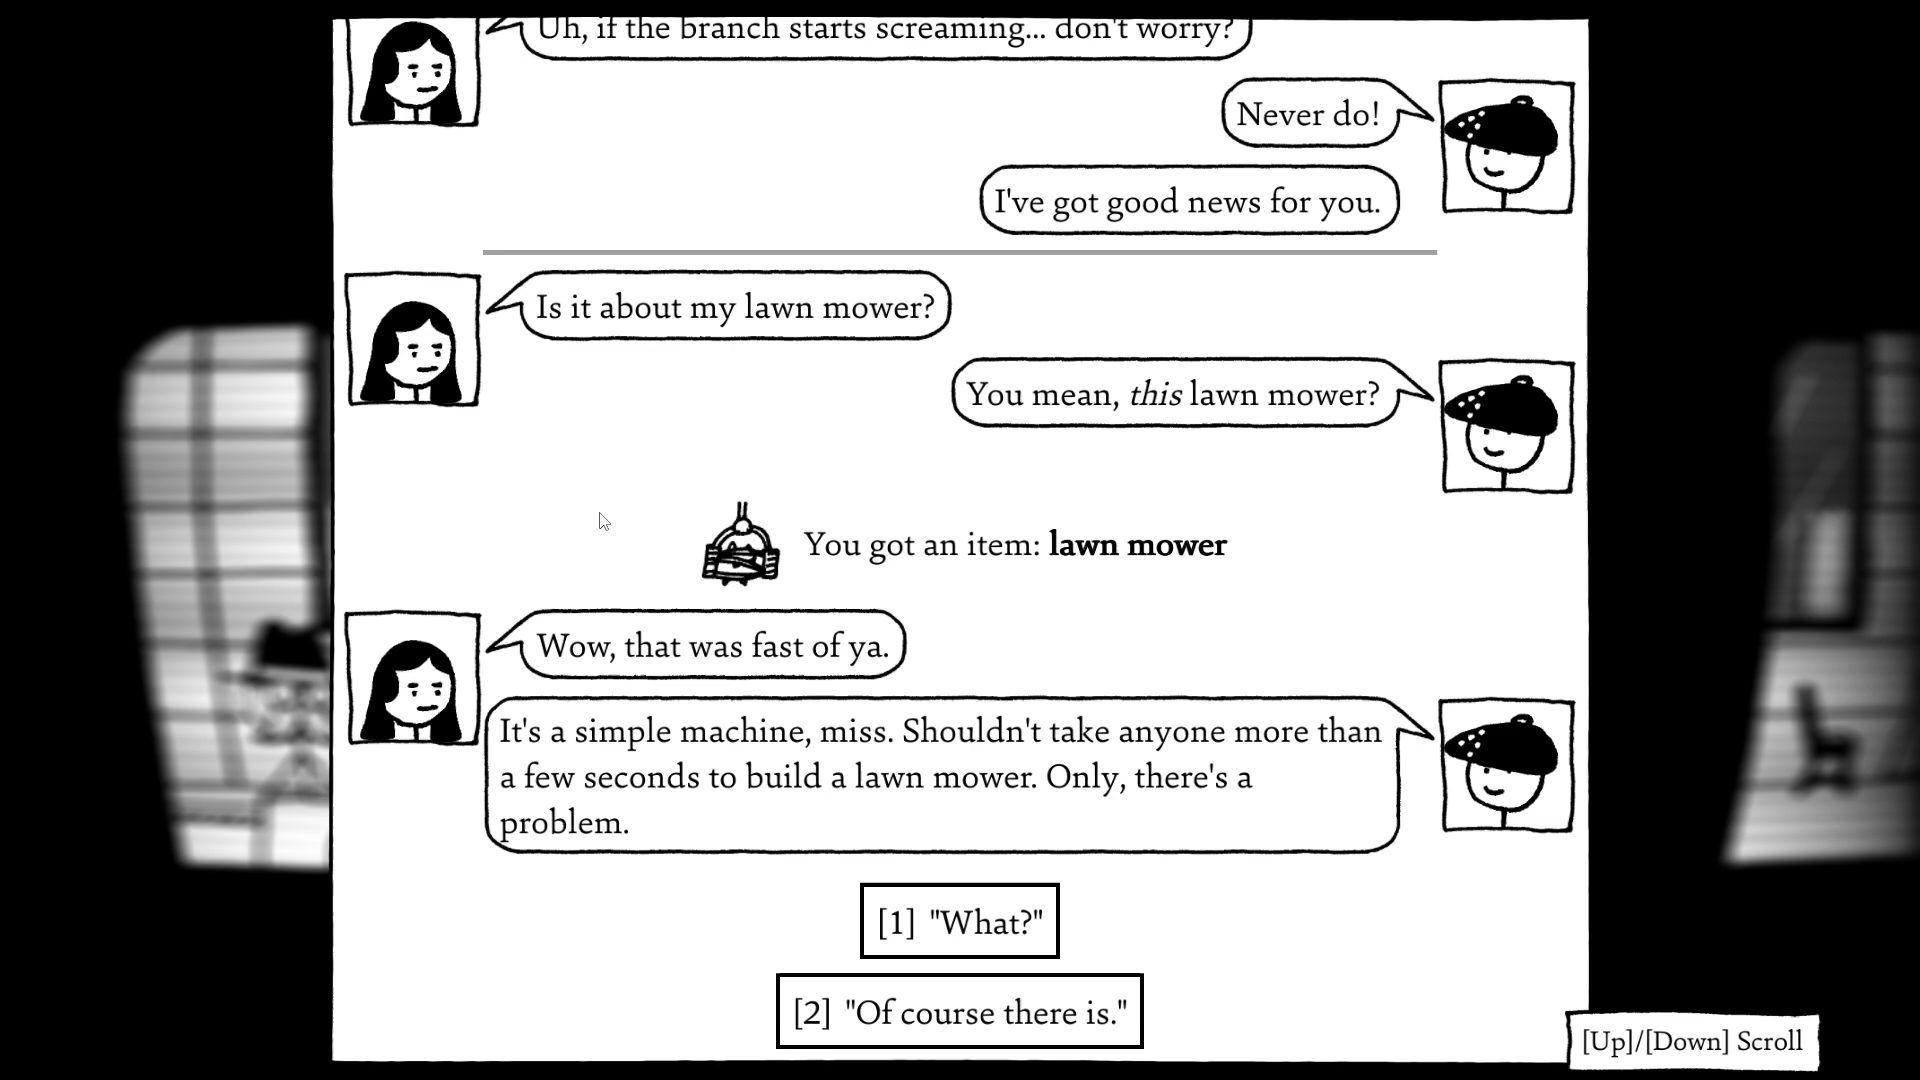 Uh, if the branch starts screaming... don't worry?
Never do!
I've got good news for you.
Is it about my lawn mower?
You mean, this lawn mower?
You got an item: lawn mower
Wow, that was fast of ya.
It's a simple machine, miss. Shouldn't take anyone more than
a few seconds to build a lawn mower. Only, there's a
problem.
[1] "What?"
[2] "Of course there is."
[Up]/[Down] Scroll